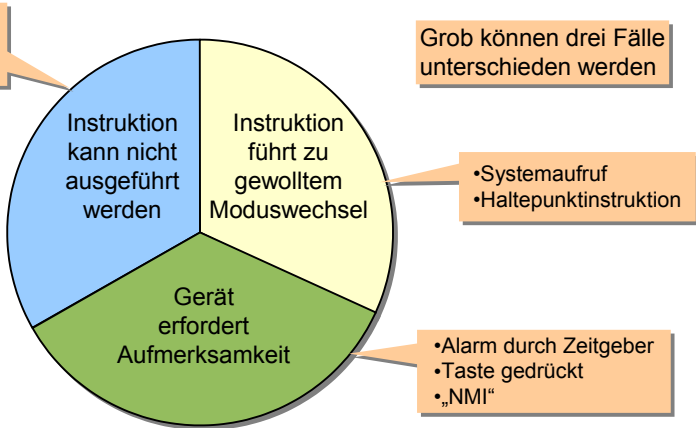 Grob können drei Fälle
unterschieden werden
Instruktion
kann nicht
ausgeführt
werden
Instruktion
führt zu
gewolltem
Moduswechsel
•Systemaufruf
•Haltepunktinstruktion
Gerät
erfordert
Aufmerksamkeit
•Alarm durch Zeitgeber
•Taste gedrückt
•„NMI“